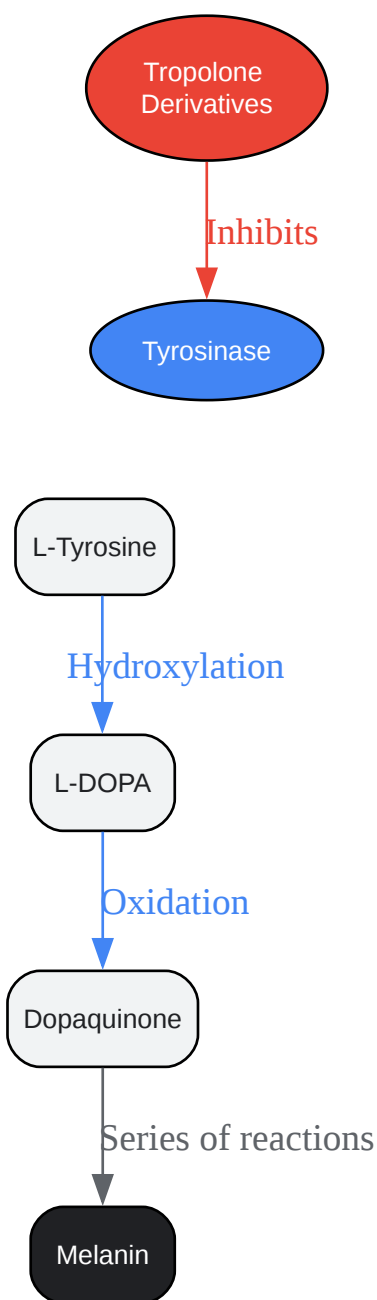 Tropolone
Derivatives
Inhibits
Tyrosinase
L-Tyrosine
Hydroxylation
L-DOPA
Oxidation
Dopaquinone
Series of reactions
Melanin